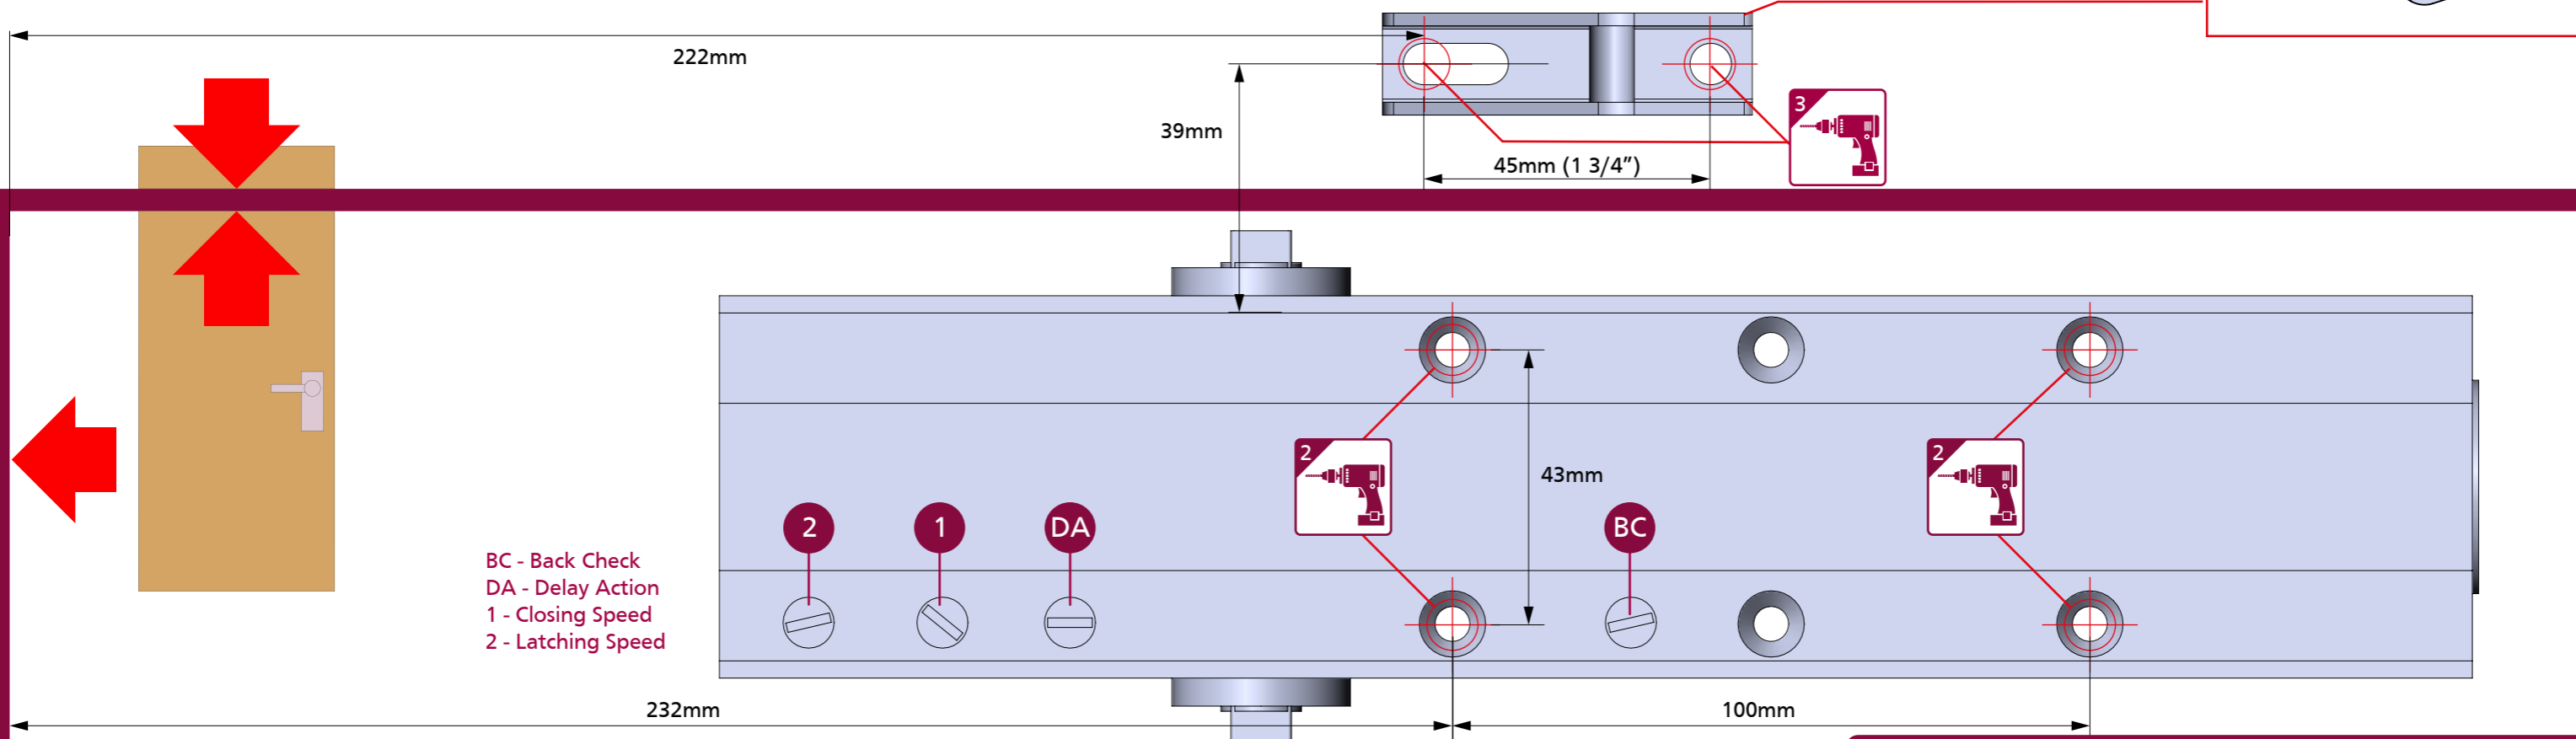 222mm
39mm
3
45mm (1 3/4”)
2
2
43mm
2
1
DA
BC
BC - Back Check
DA - Delay Action
1 - Closing Speed
2 - Latching Speed
232mm
100mm